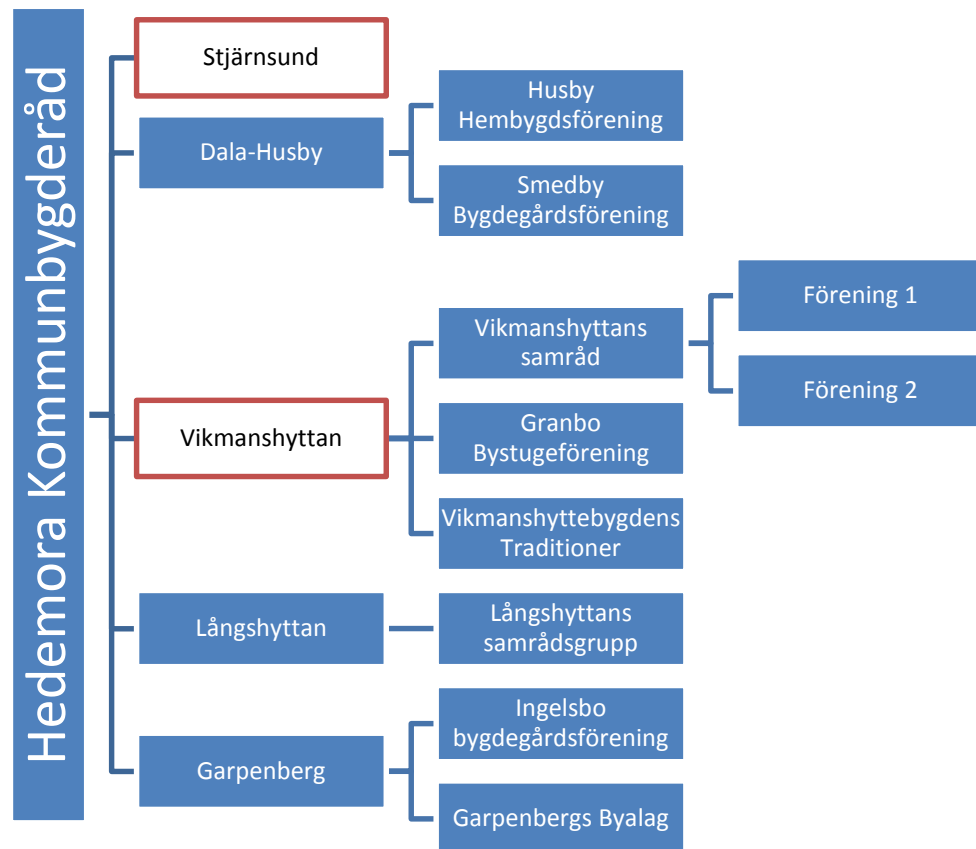 Hedemora Kommunbygderåd
Stjärnsund
Dala-Husby
Husby
Hembygdsförening
Smedby
Bygdegårdsförening
Vikmanshyttan
Vikmanshyttans
samråd
Förening 1
Förening 2
Granbo
Bystugeförening
Vikmanshyttebygdens
Traditioner
Långshyttan
Långshyttans
samrådsgrupp
Garpenberg
Ingelsbo
bygdegårdsförening
Garpenbergs Byalag